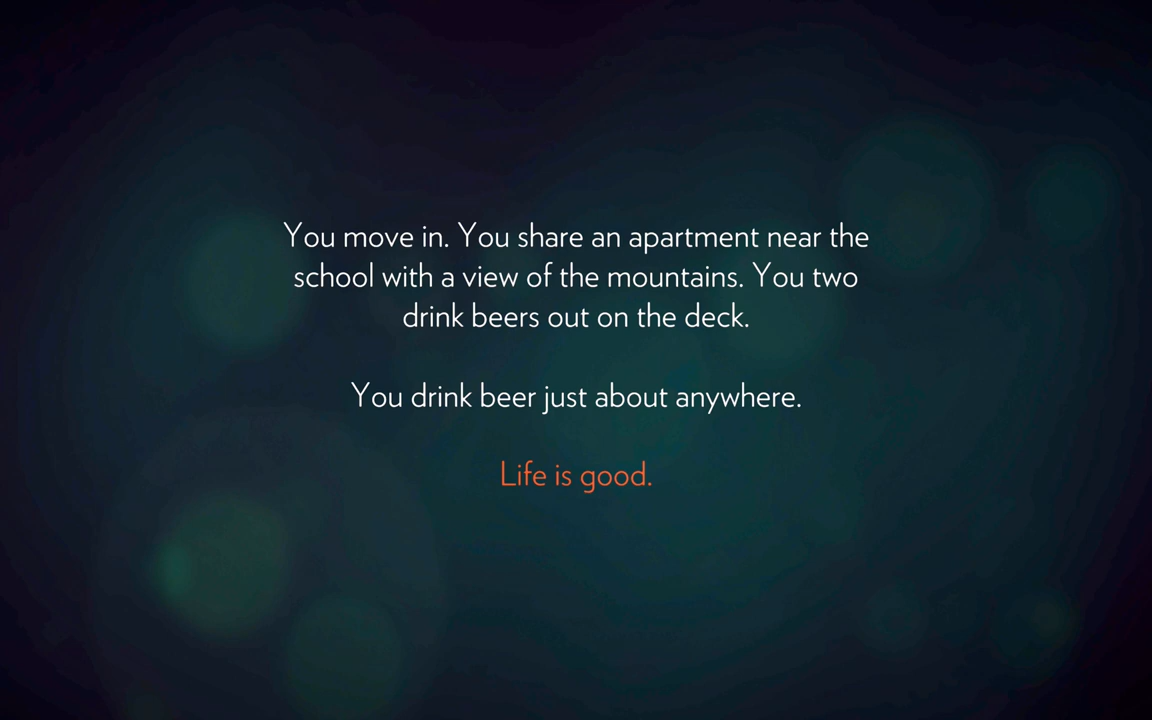 You move in. You share an apartment near the
school with a view of the mountains. You two
drink beers out on the deck.
You drink beer just about anywhere.
Life is good.